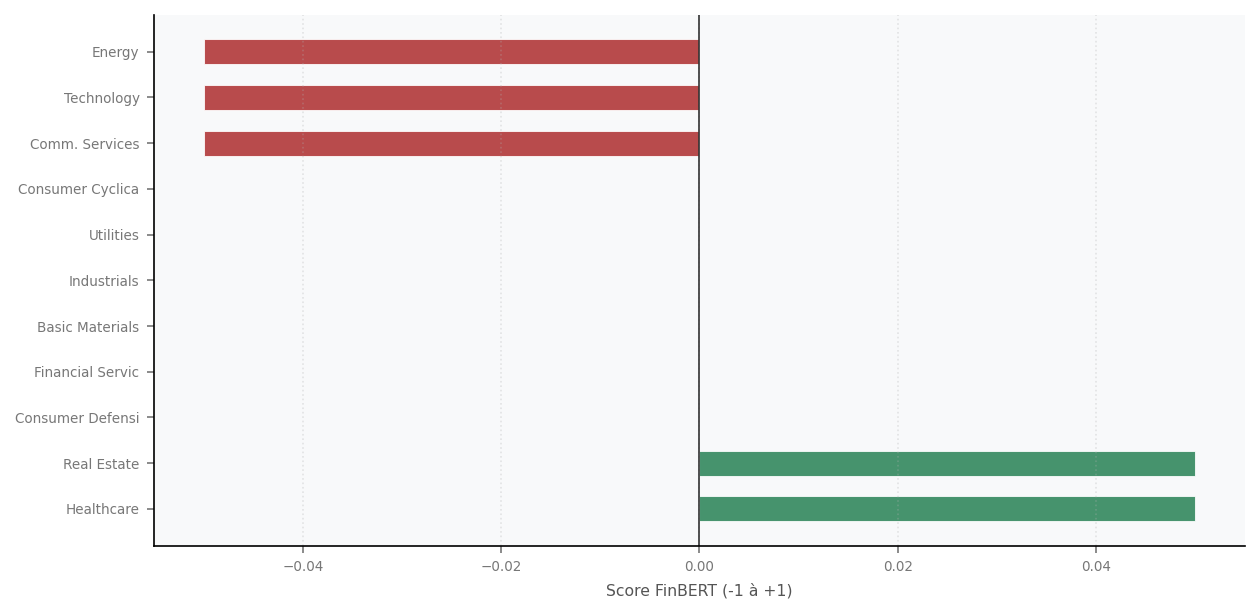 Energy
Technology
Comm. Services
Consumer Cyclica
Utilities
Industrials
Basic Materials
Financial Servic
Consumer Defensi
Real Estate
Healthcare
−0.04 −0.02 0.00 0.02 0.04
Score FinBERT (-1 à +1)